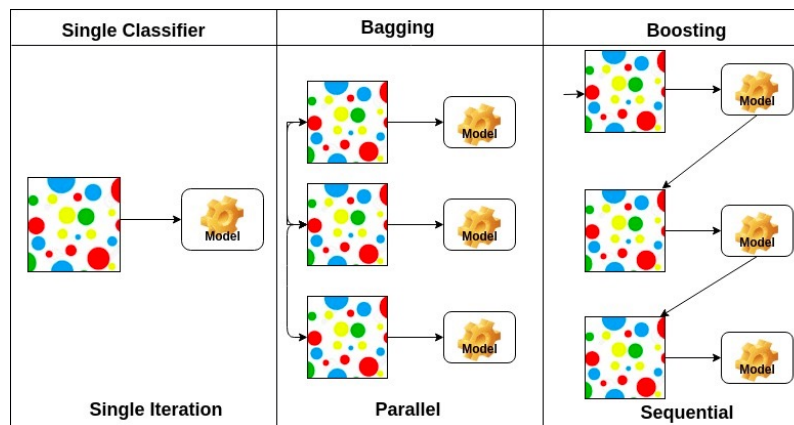 Single Classifier
Bagging
Boosting
Model
Model
Model
Model
Model
Model
Model
Single Iteration
Parallel
Sequential